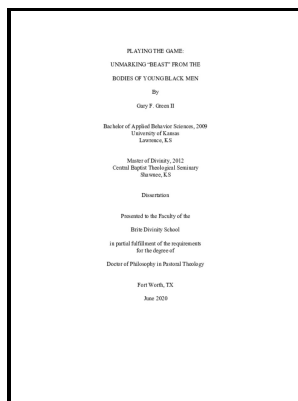 PLAYING THE GAME:
UNMARKING “BEAST” FROM THE
BODIES OF YOUNG BLACK MEN
By
Gary F. Green II
Bachelor of Applied Behavior Sciences, 2009
University of Kansas
Lawrence, KS
Master of Divinity, 2012
Central Baptist Theological Seminary
Shawnee, KS
Dissertation
Presented to the Faculty of the
Brite Divinity School
in partial fulfillment of the requirements
for the degree of
Doctor of Philosophy in Pastoral Theology
Fort Worth, TX
June 2020